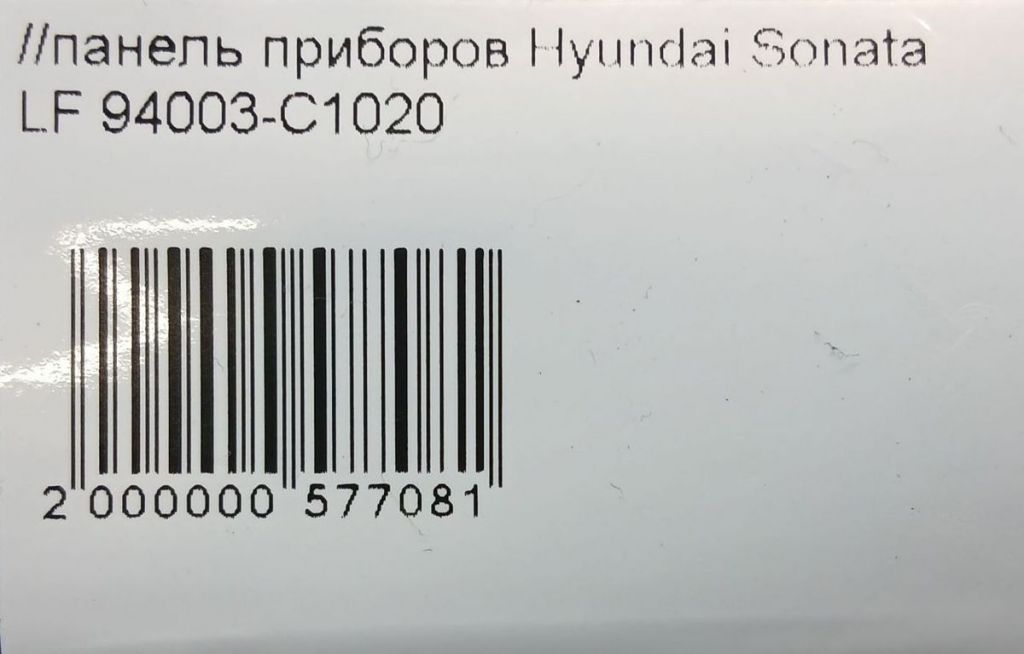 //панель приборов Hyundai Sonata
LF 94003-C1020
2 000000 577081